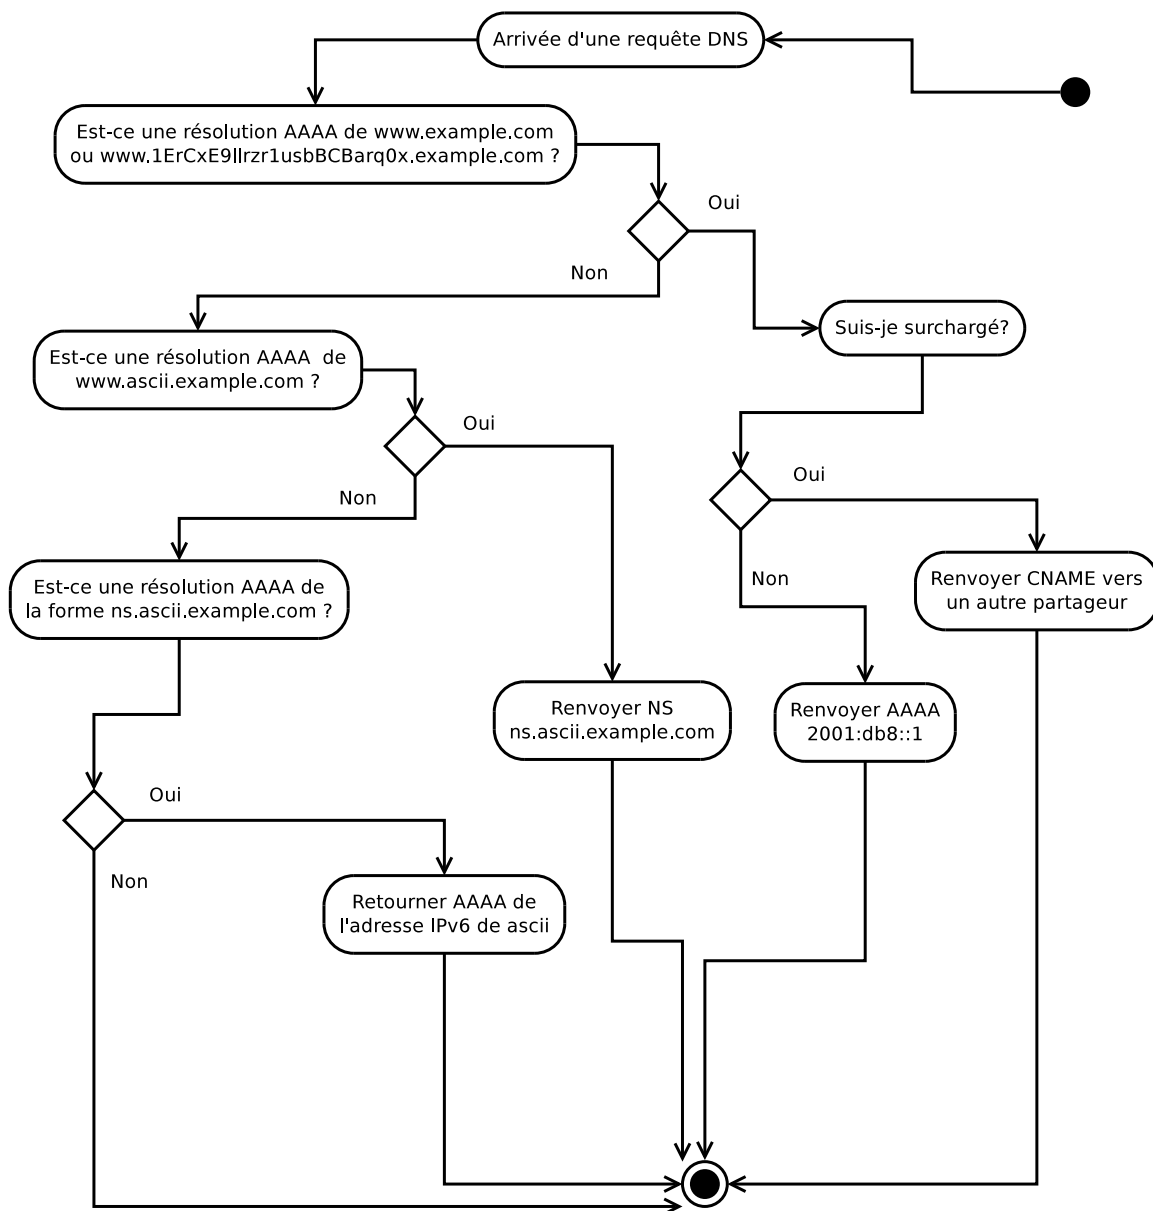 Arrivée d'une requête DNS
Est-ce une résolution AAAA de www.example.com
ou www.1ErCxE9IIrzr1usbBCBarq0x.example.com ?
Oui
Non
Suis-je surchargé?
Est-ce une résolution AAAA  de
www.ascii.example.com ?
Oui
Non
Oui
Non
Est-ce une résolution AAAA de
la forme ns.ascii.example.com ?
Renvoyer CNAME vers
un autre partageur
Renvoyer NS
ns.ascii.example.com
Renvoyer AAAA
2001:db8::1
Oui
Non
Retourner AAAA de
l'adresse IPv6 de ascii